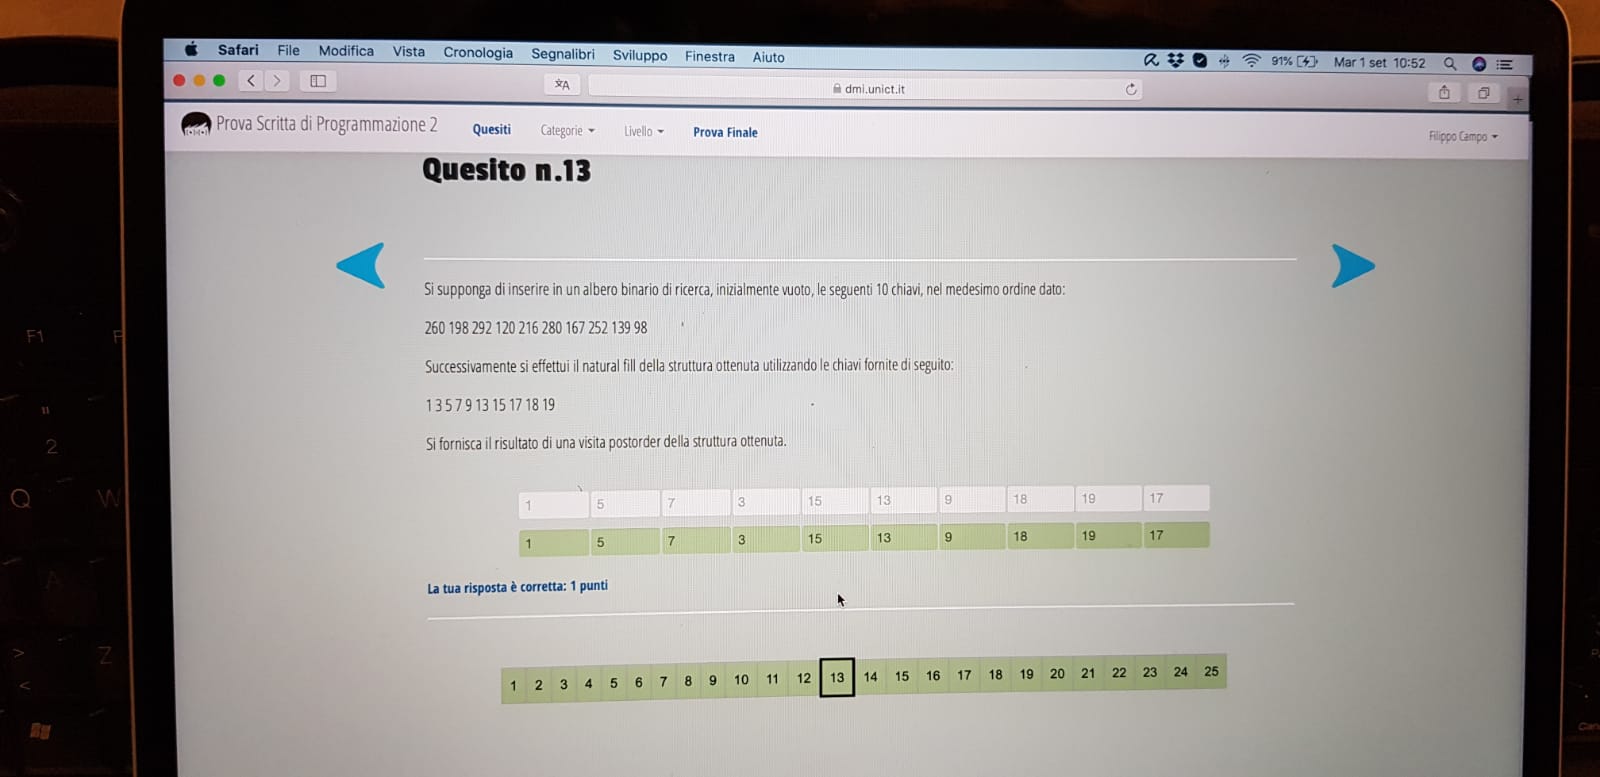 Safari File Modifica Vista Cronologia Segnalibri Sviluppo Finestra Aiuto 91% Mar 1 set 10:52
dmi.unict.it
Prova Scritta di Programmazione 2 Quesiti Categorie Livello Prova Finale Filippo Campo
Quesito n.13
Si supponga di inserire in un albero binario di ricerca, inizialmente vuoto, le seguenti 10 chiavi, nel medesimo ordine dato:
260 198 292 120 216 280 167 252 139 98
Successivamente si effettui il natural fill della struttura ottenuta utilizzando le chiavi fornite di seguito:
1 3 5 7 9 13 15 17 18 19
Si fornisca il risultato di una visita postorder della struttura ottenuta.
1 5 7 3 15 13 9 18 19 17
1 5 7 3 15 13 9 18 19 17
La tua risposta è corretta: 1 punti
1 2 3 4 5 6 7 8 9 10 11 12 13 14 15 16 17 18 19 20 21 22 23 24 25
F1
"
2
Q W
A
> Z
<